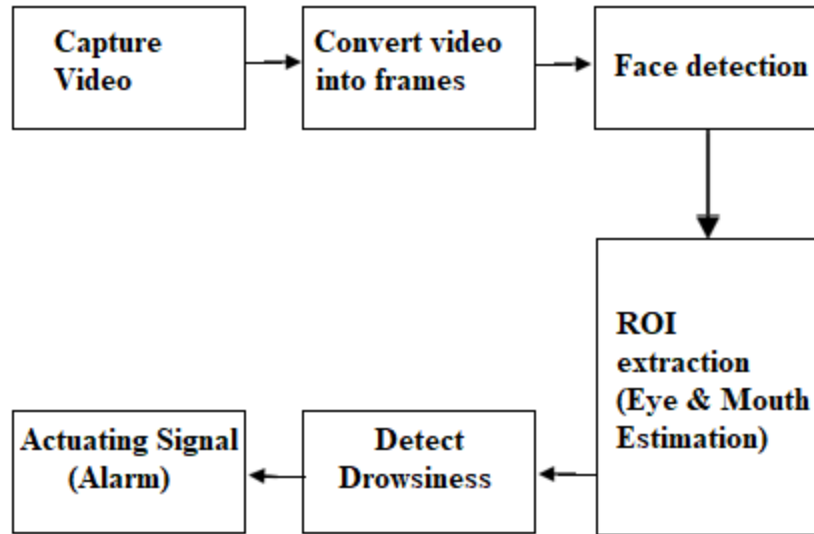 Capture
Video
Convert video
into frames
Face detection
ROI
extraction
(Eye & Mouth
Estimation)
Detect
Drowsiness
Actuating Signal
(Alarm)